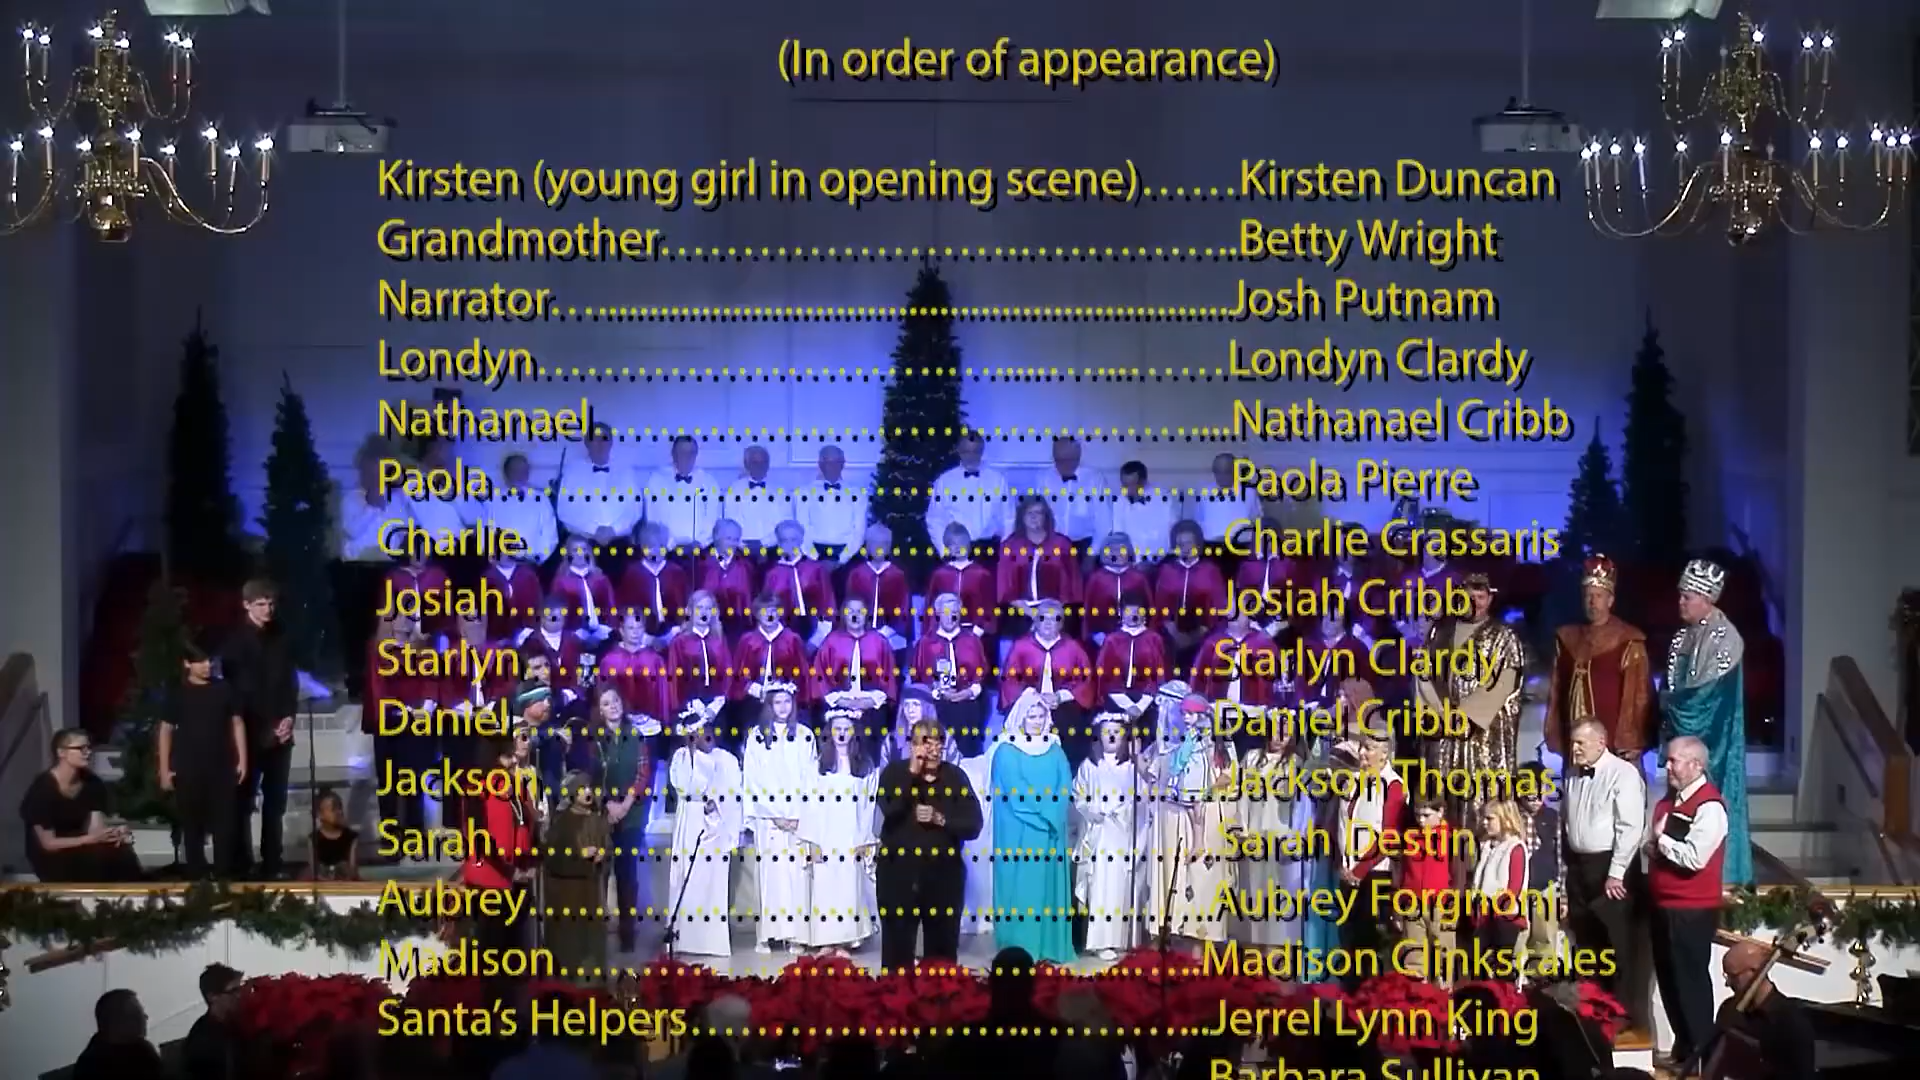 (In order of appearance)
Kirsten (young girl in opening scene)……Kirsten Duncan
Grandmother…………………………………..Betty Wright
Narrator…............................................................Josh Putnam
Londyn…………………………......…....……Londyn Clardy
Nathanael……………………………………....Nathanael Cribb
Paola…………………………………………...Paola Pierre
Charlie………………………………………...Charlie Crassaris
Josiah………………………………………….Josiah Cribb
Starlyn………………………………………...Starlyn Clardy
Daniel…………………………………………Daniel Cribb
Jackson………………………………………..Jackson Thomas
Sarah………………………………………….Sarah Destin
Aubrey………………………………………..Aubrey Forgnoni
Madison……………………………………...Madison Clinkscales
Santa’s Helpers……………………………...Jerrel Lynn King
Barbara Sullivan